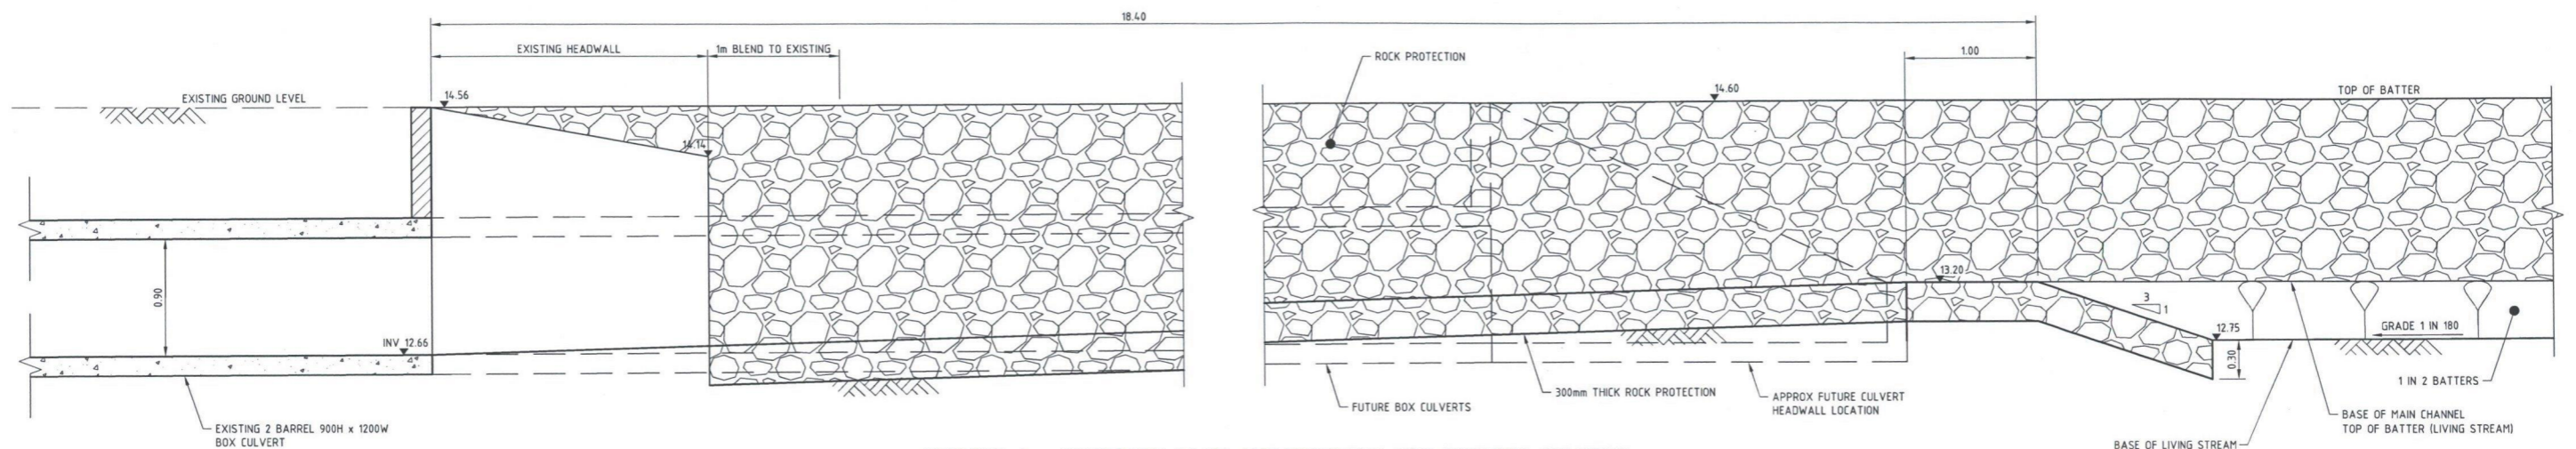 18.40
EXISTING HEADWALL
1m BLEND TO EXISTING
ROCK PROTECTION
1.00
EXISTING GROUND LEVEL
14.56
14.60
TOP OF BATTER
14.14
0.90
13.20
3
1
12.75
GRADE 1 IN 180
INV 12.66
0.30
1 IN 2 BATTERS
300mm THICK ROCK PROTECTION
APPROX FUTURE CULVERT
HEADWALL LOCATION
FUTURE BOX CULVERTS
EXISTING 2 BARREL 900H x 1200W
BOX CULVERT
BASE OF MAIN CHANNEL
TOP OF BATTER (LIVING STREAM)
BASE OF LIVING STREAM